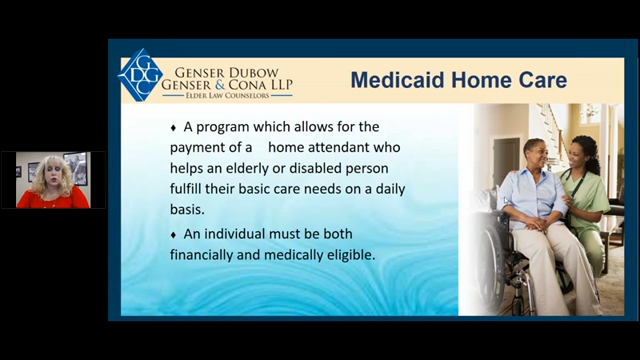 GDGC
GENSER DUBOW
GENSER & CONA LLP
ELDER LAW COUNSELORS
Medicaid Home Care
♦ A program which allows for the
payment of a home attendant who
helps an elderly or disabled person
fulfill their basic care needs on a daily
basis.
♦ An individual must be both
financially and medically eligible.